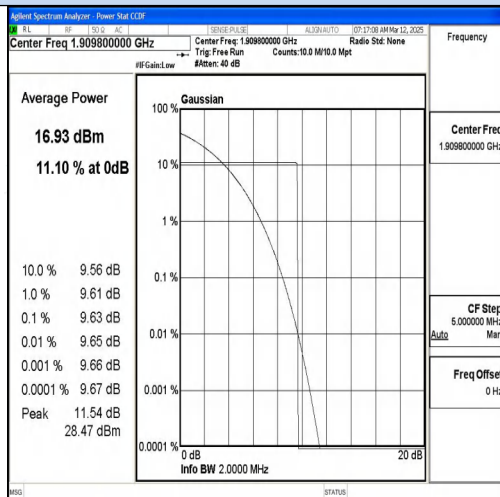 Agilent Spectrum Analyzer - Power Stat CCDF
RL RF 50 Ω AC SENSE:PULSE ALIGN AUTO 07:17:08 AM Mar 12, 2025
Center Freq 1.909800000 GHz
Center Freq: 1.909800000 GHz Radio Std: None
Trig: Free Run Counts:10.0 M/10.0 Mpt
#IFGain:Low #Atten: 40 dB
Frequency
Average Power
16.93 dBm
11.10 % at 0dB
10.0 % 9.56 dB
1.0 % 9.61 dB
0.1 % 9.63 dB
0.01 % 9.65 dB
0.001 % 9.66 dB
0.0001 % 9.67 dB
Peak 11.54 dB
28.47 dBm
Gaussian
100 %
10 %
1 %
0.1 %
0.01 %
0.001 %
0.0001 %
0 dB 20 dB
Info BW 2.0000 MHz
Center Freq
1.909800000 GHz
CF Step
5.000000 MHz
Auto Man
Freq Offset
0 Hz
MSG STATUS